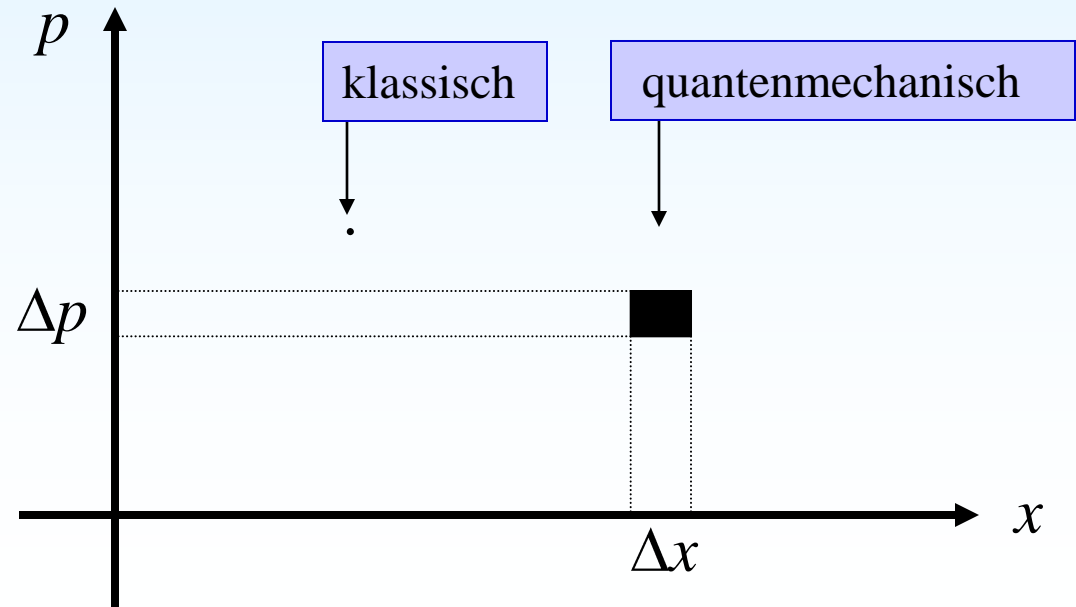 p
klassisch
quantenmechanisch
Δp
x
Δx